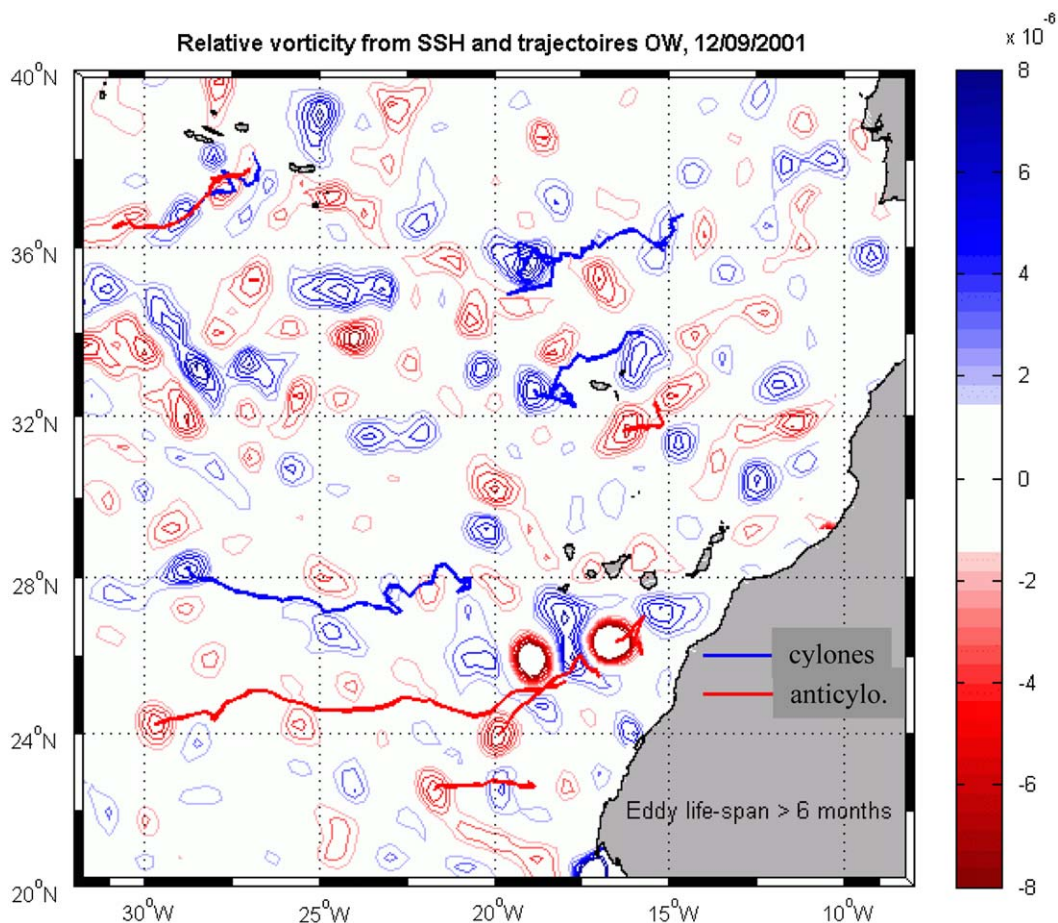 Relative vorticity from SSH and trajectoires OW, 12/09/2001
x 10⁻⁶
40°N
36°N
32°N
28°N
24°N
20°N
30°W
25°W
20°W
15°W
10°W
cylones
anticylo.
Eddy life-span > 6 months
8
6
4
2
0
-2
-4
-6
-8